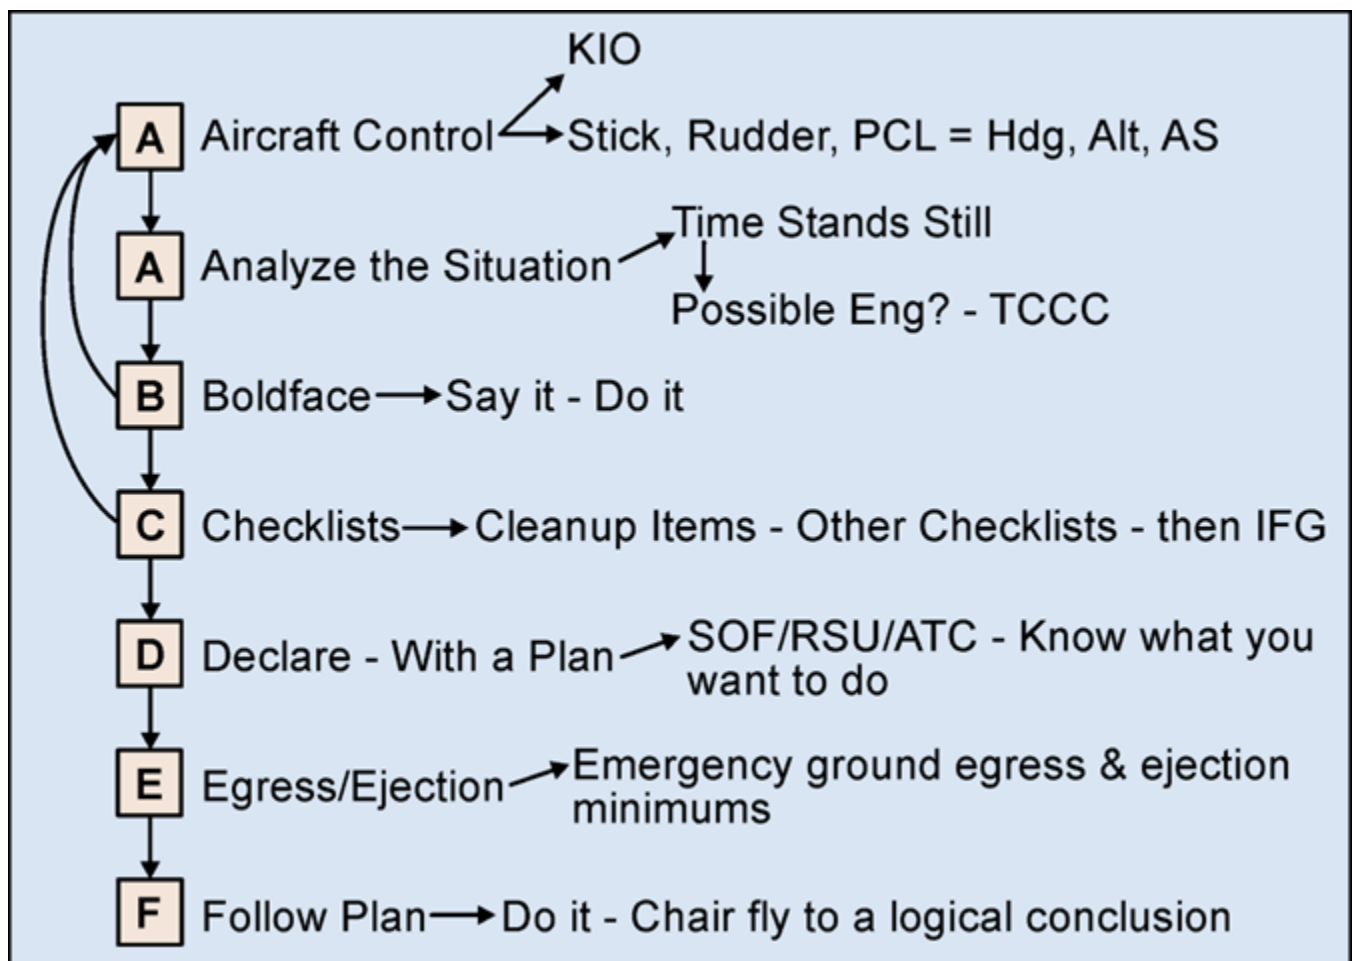 KIO
A Aircraft Control Stick, Rudder, PCL = Hdg, Alt, AS
Time Stands Still
A Analyze the Situation
Possible Eng? - TCCC
B Boldface Say it - Do it
C Checklists Cleanup Items - Other Checklists - then IFG
D Declare - With a Plan SOF/RSU/ATC - Know what you
want to do
E Egress/Ejection Emergency ground egress & ejection
minimums
F Follow Plan Do it - Chair fly to a logical conclusion